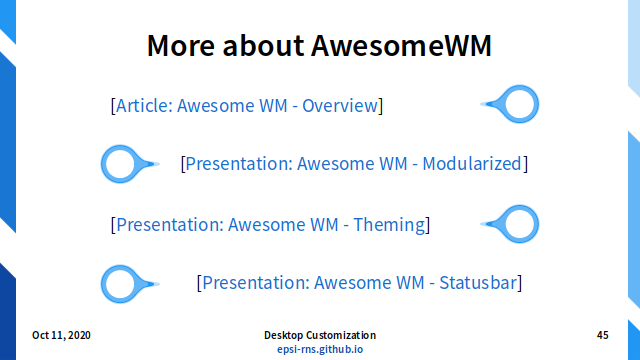 More about AwesomeWM
[Article: Awesome WM - Overview]
[Presentation: Awesome WM - Modularized]
[Presentation: Awesome WM - Theming]
[Presentation: Awesome WM - Statusbar]
Oct 11, 2020
Desktop Customization
45
epsi-rns.github.io